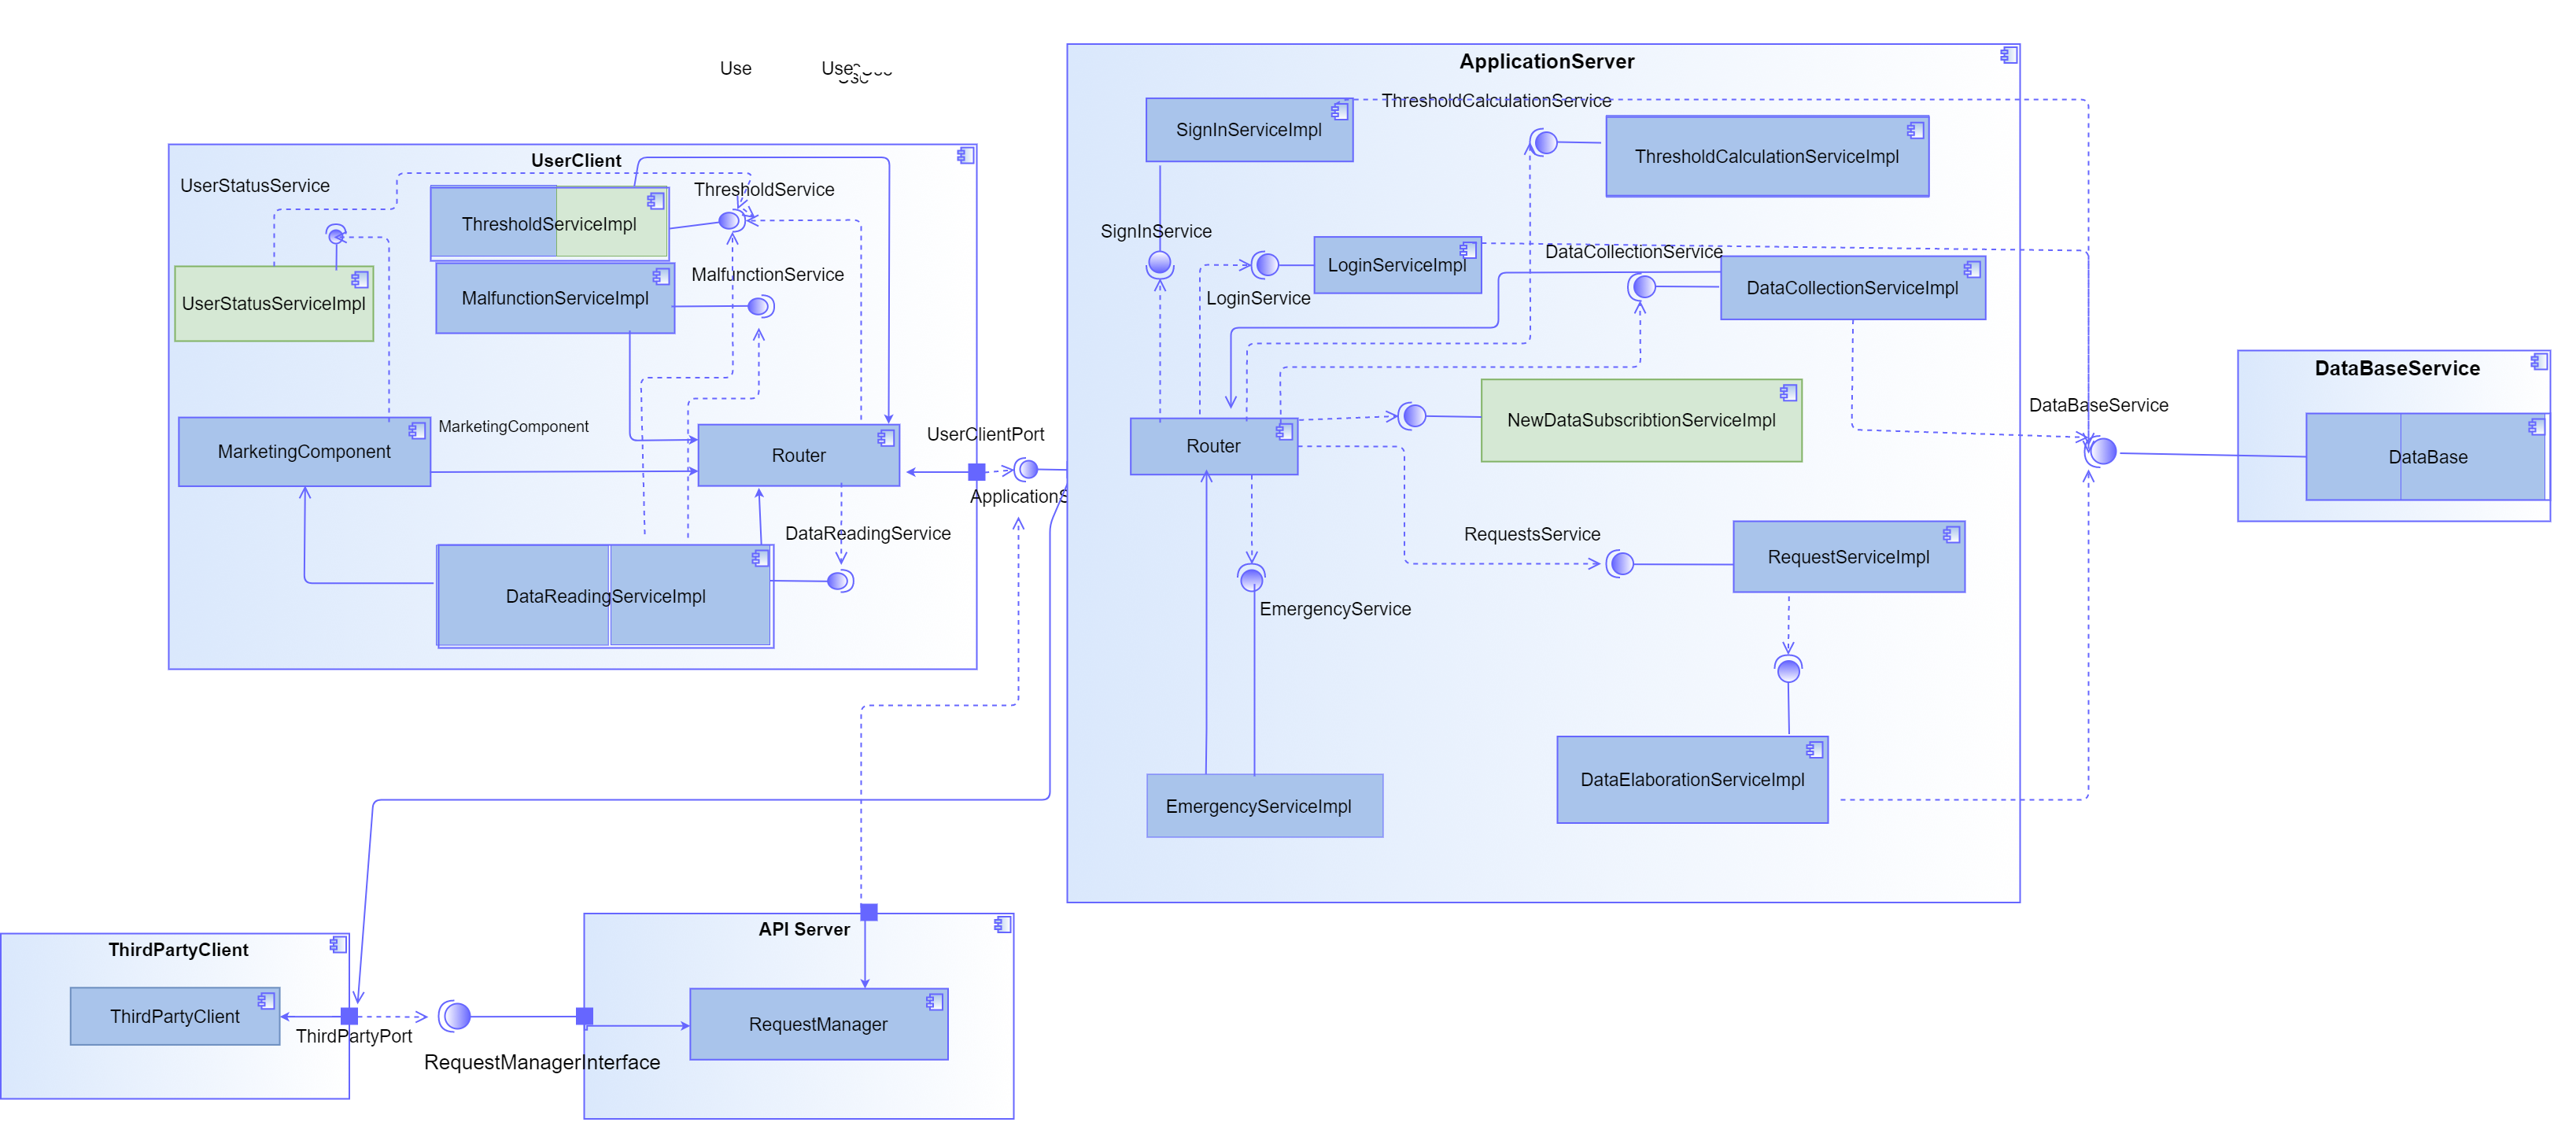 Use
Use
Use
ApplicationServer
ThresholdCalculationService
SignInServiceImpl
ThresholdCalculationServiceImpl
UserClient
UserStatusService
ThresholdService
ThresholdServiceImpl
SignInService
LoginServiceImpl
DataCollectionService
MalfunctionService
UserStatusServiceImpl
MalfunctionServiceImpl
LoginService
DataCollectionServiceImpl
DataBaseService
DataBaseService
NewDataSubscribtionServiceImpl
MarketingComponent
MarketingComponent
Router
UserClientPort
Router
DataBase
ApplicationS
DataReadingService
RequestsService
RequestServiceImpl
DataReadingServiceImpl
EmergencyService
DataElaborationServiceImpl
EmergencyServiceImpl
API Server
ThirdPartyClient
ThirdPartyClient
RequestManager
ThirdPartyPort
RequestManagerInterface